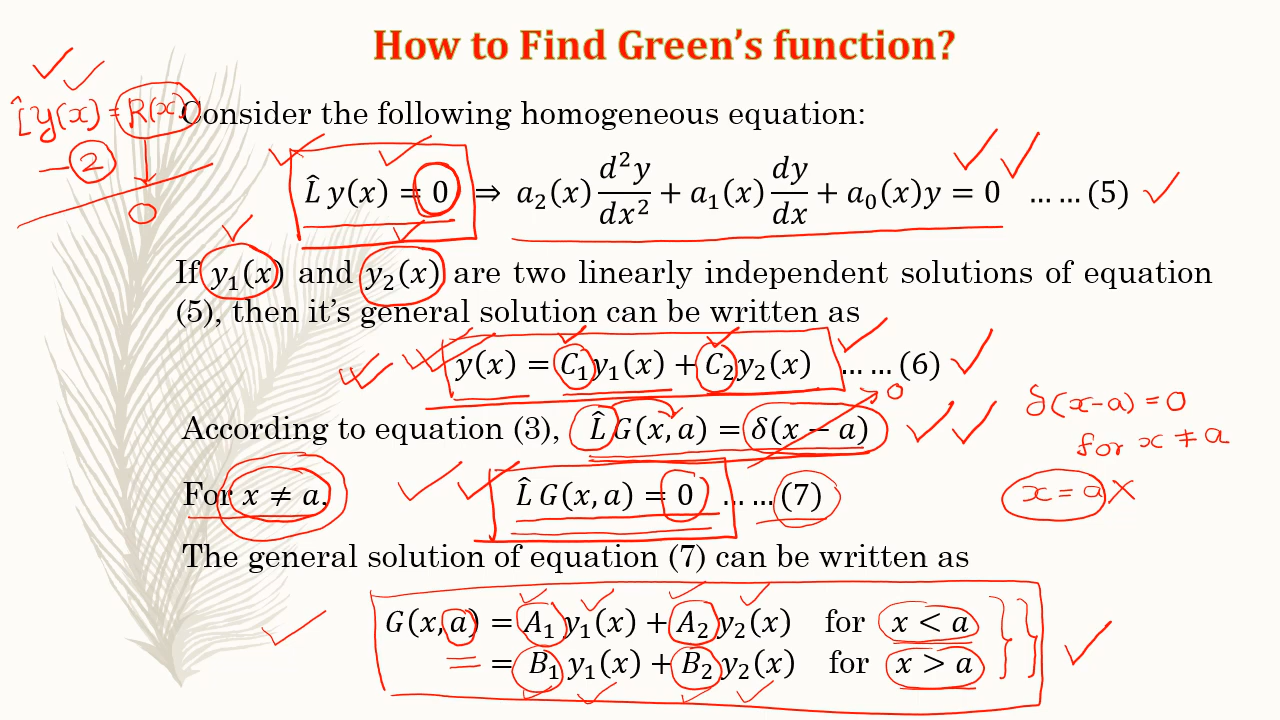 How to Find Green's function?
L̂ y(x) = R(x)
Consider the following homogeneous equation:
— 2
L̂ y(x) = 0 ⇒ a₂(x) d²y/dx² + a₁(x) dy/dx + a₀(x)y = 0 … … (5)
0
If y₁(x) and y₂(x) are two linearly independent solutions of equation
(5), then it's general solution can be written as
y(x) = C₁y₁(x) + C₂y₂(x) … … (6)
0
δ(x-a) = 0
According to equation (3), L̂ G(x, a) = δ(x − a)
for x ≠ a
For x ≠ a, L̂ G(x, a) = 0 … … (7)
x = a X
The general solution of equation (7) can be written as
G(x, a) = A₁ y₁(x) + A₂ y₂(x) for x < a
= B₁ y₁(x) + B₂ y₂(x) for x > a